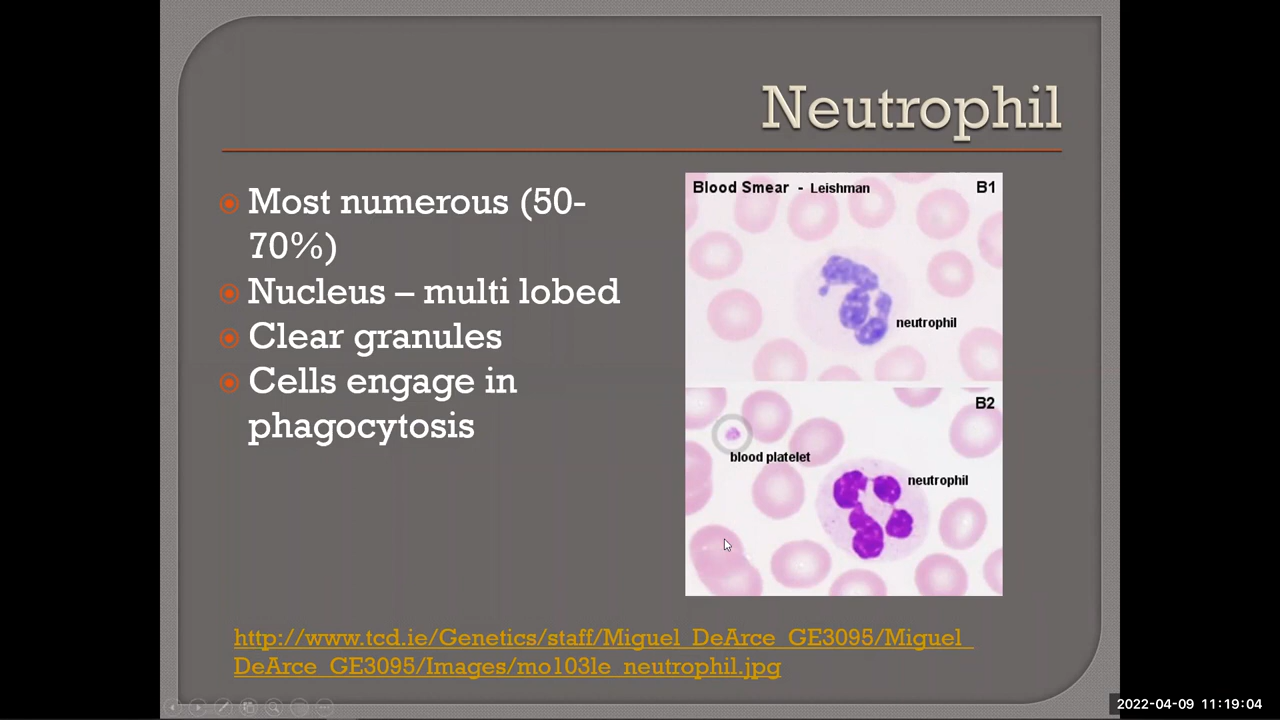 Neutrophil
Most numerous (50-
70%)
Nucleus – multi lobed
Clear granules
Cells engage in
phagocytosis
Blood Smear - Leishman B1
neutrophil
B2
blood platelet
neutrophil
http://www.tcd.ie/Genetics/staff/Miguel_DeArce_GE3095/Miguel_
DeArce_GE3095/Images/mo103le_neutrophil.jpg
2022-04-09 11:19:04